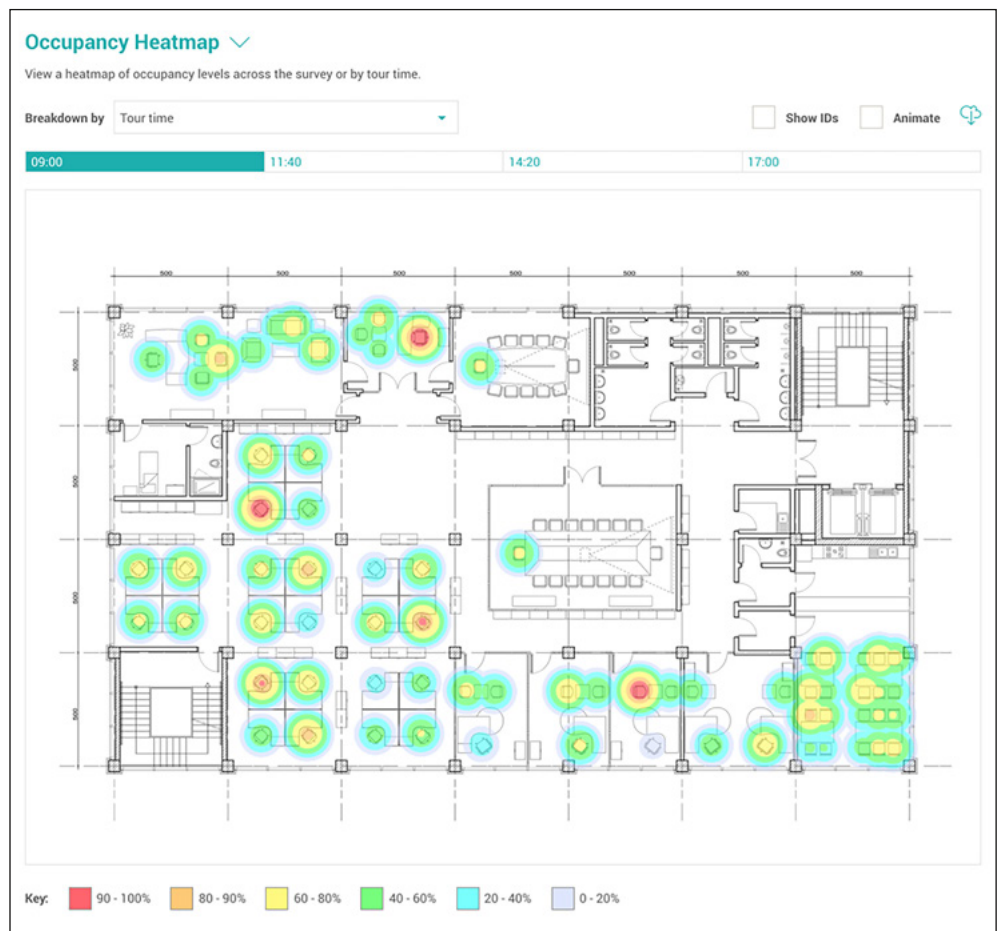 Occupancy Heatmap
View a heatmap of occupancy levels across the survey or by tour time.
Breakdown by Tour time Show IDs Animate
09:00 11:40 14:20 17:00
500 500 500 500 500 500 500
500
500
500
500
Key: 90 - 100% 80 - 90% 60 - 80% 40 - 60% 20 - 40% 0 - 20%